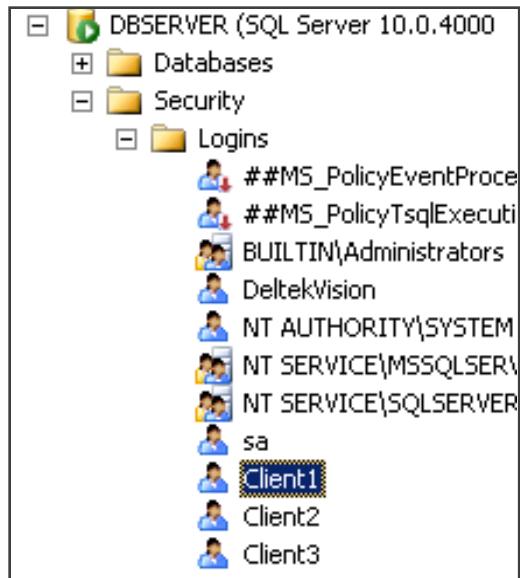 DBSERVER (SQL Server 10.0.4000
Databases
Security
Logins
##MS_PolicyEventProce
##MS_PolicyTsqlExecuti
BUILTIN\Administrators
DeltekVision
NT AUTHORITY\SYSTEM
NT SERVICE\MSSQLSERV
NT SERVICE\SQLSERVER
sa
Client1
Client2
Client3